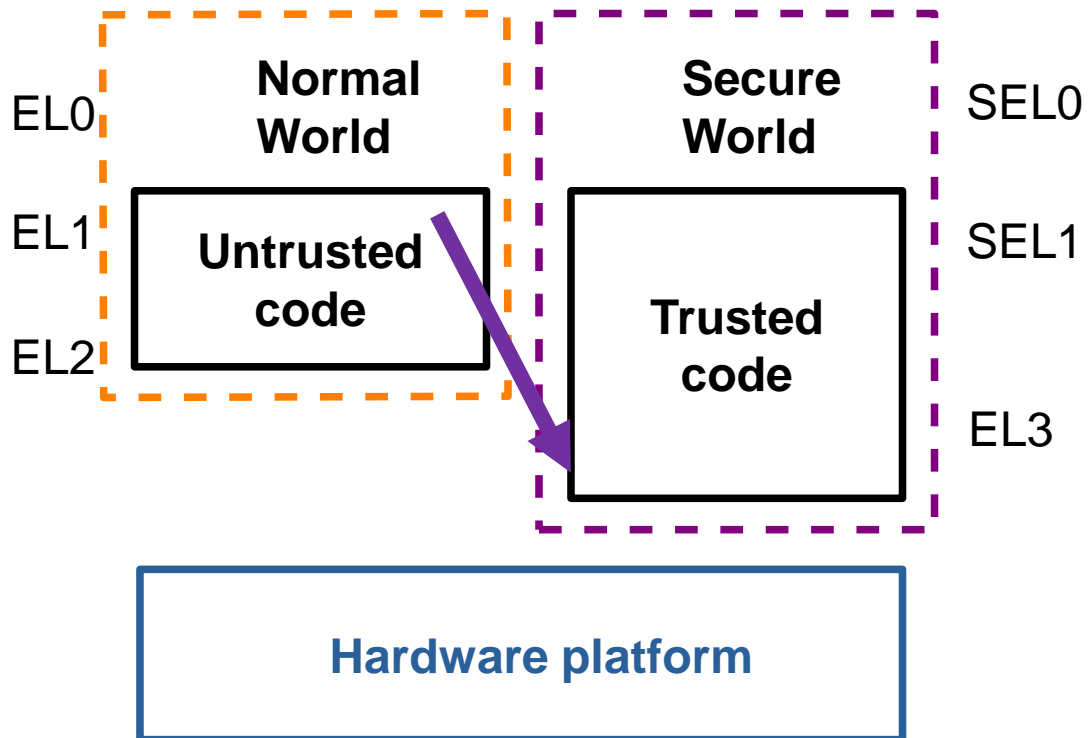 Normal
World
Secure
World
EL0
SEL0
EL1
SEL1
Untrusted
code
Trusted
code
EL2
EL3
Hardware platform